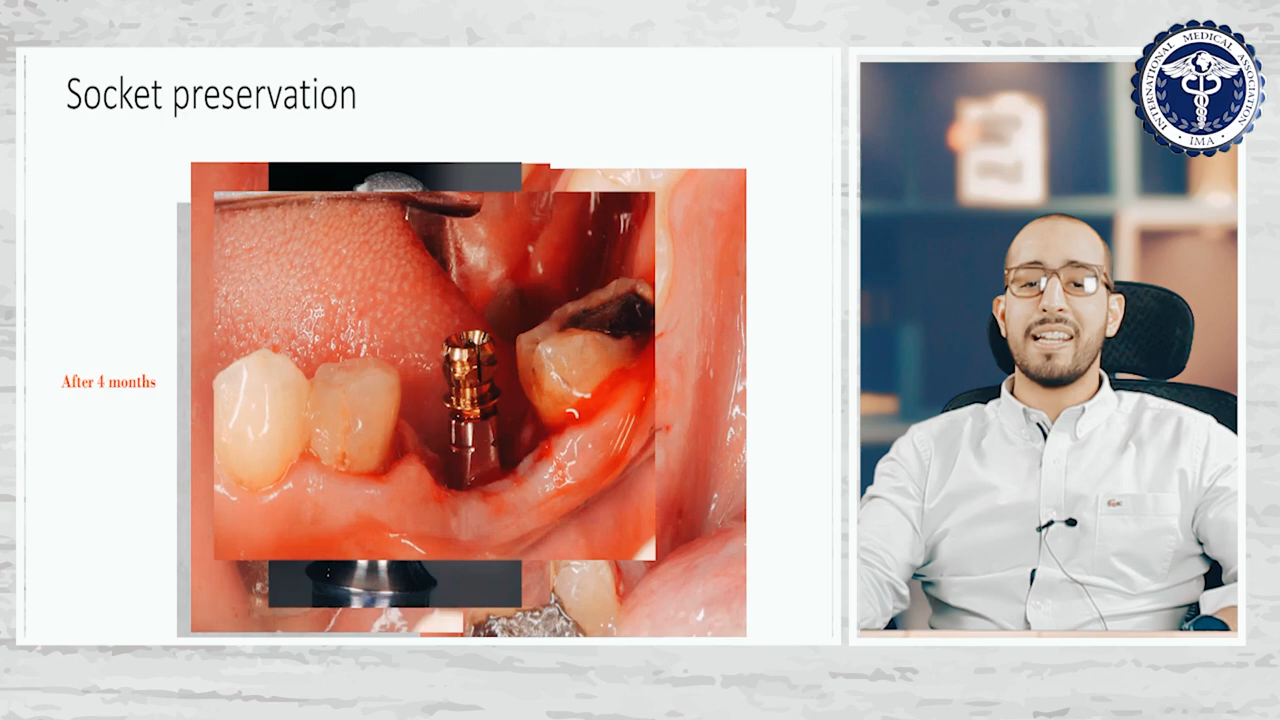 Socket preservation
After 4 months
INTERNATIONAL MEDICAL ASSOCIATION
• IMA •